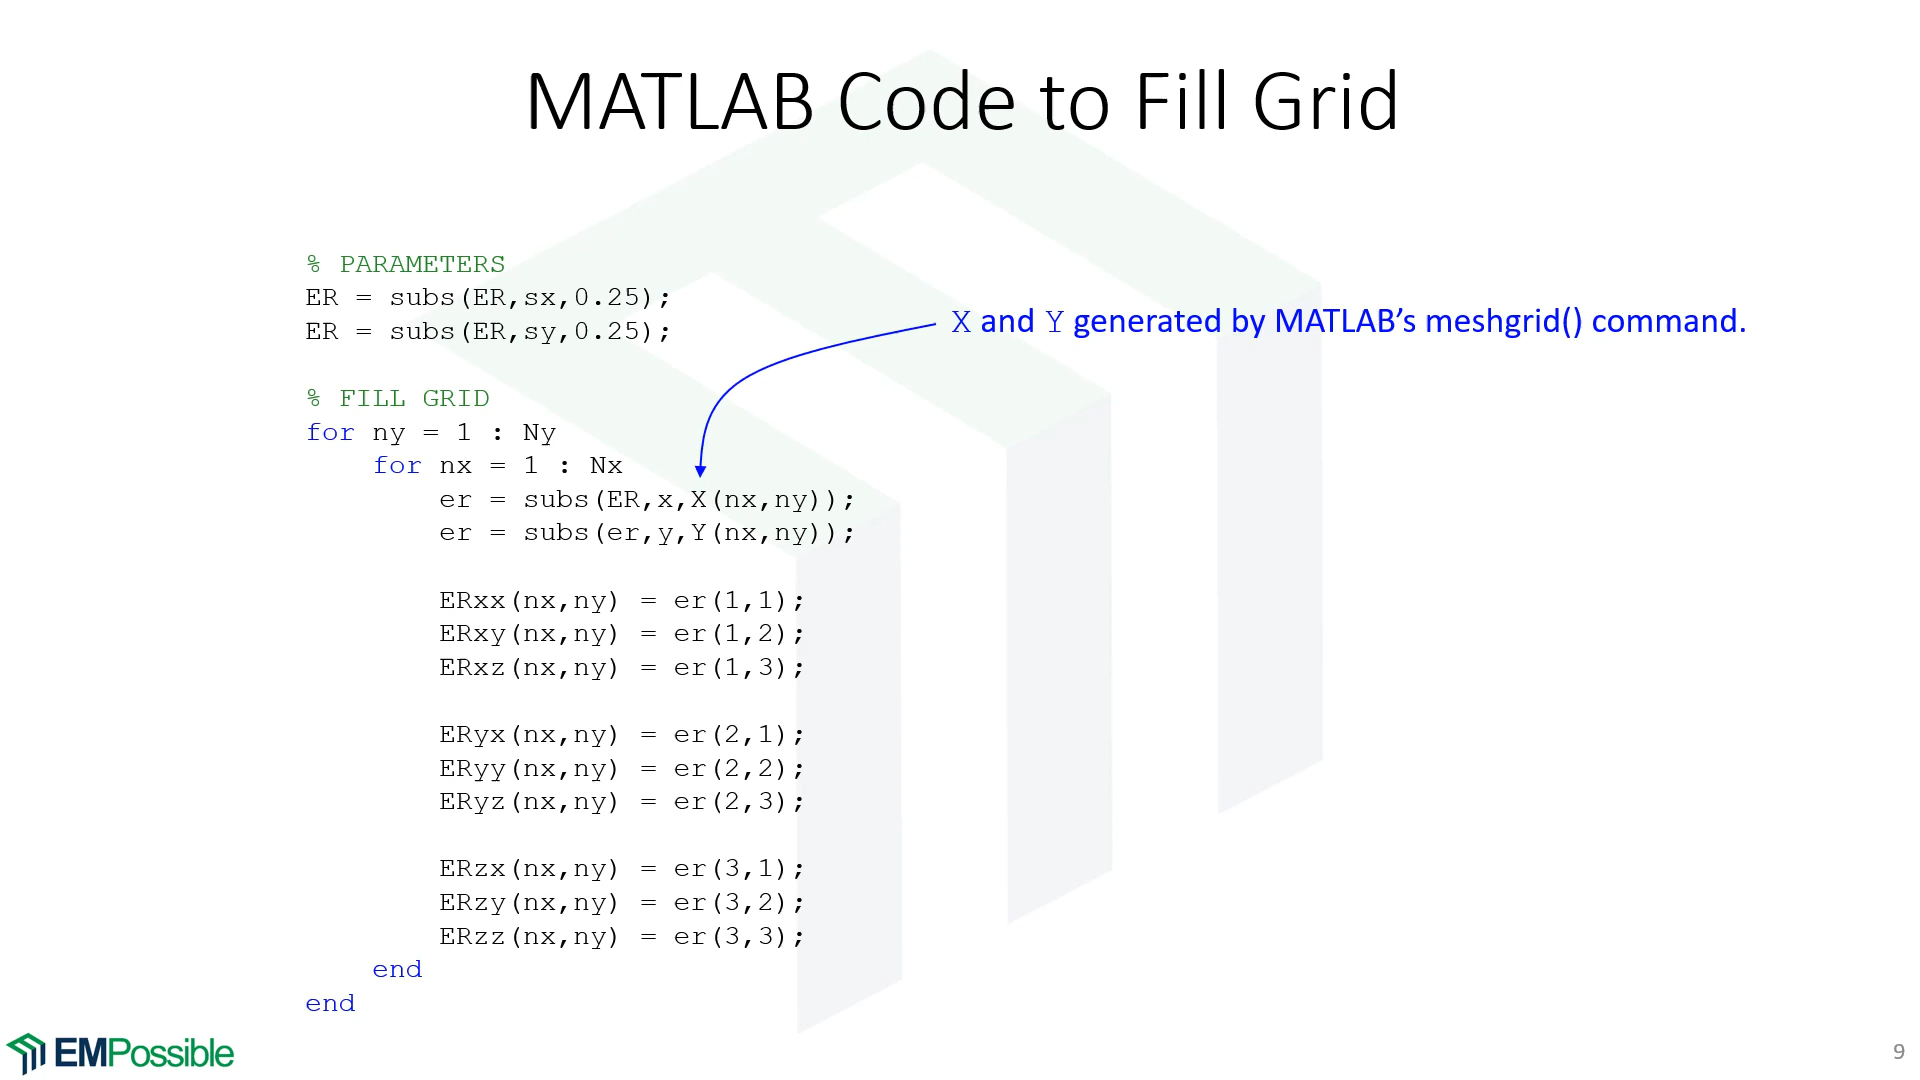 MATLAB Code to Fill Grid
% PARAMETERS
ER = subs(ER,sx,0.25);
ER = subs(ER,sy,0.25);
X and Y generated by MATLAB’s meshgrid() command.
% FILL GRID
for ny = 1 : Ny
    for nx = 1 : Nx
        er = subs(ER,x,X(nx,ny));
        er = subs(er,y,Y(nx,ny));
        ERxx(nx,ny) = er(1,1);
        ERxy(nx,ny) = er(1,2);
        ERxz(nx,ny) = er(1,3);
        ERyx(nx,ny) = er(2,1);
        ERyy(nx,ny) = er(2,2);
        ERyz(nx,ny) = er(2,3);
        ERzx(nx,ny) = er(3,1);
        ERzy(nx,ny) = er(3,2);
        ERzz(nx,ny) = er(3,3);
    end
end
EMPossible
9